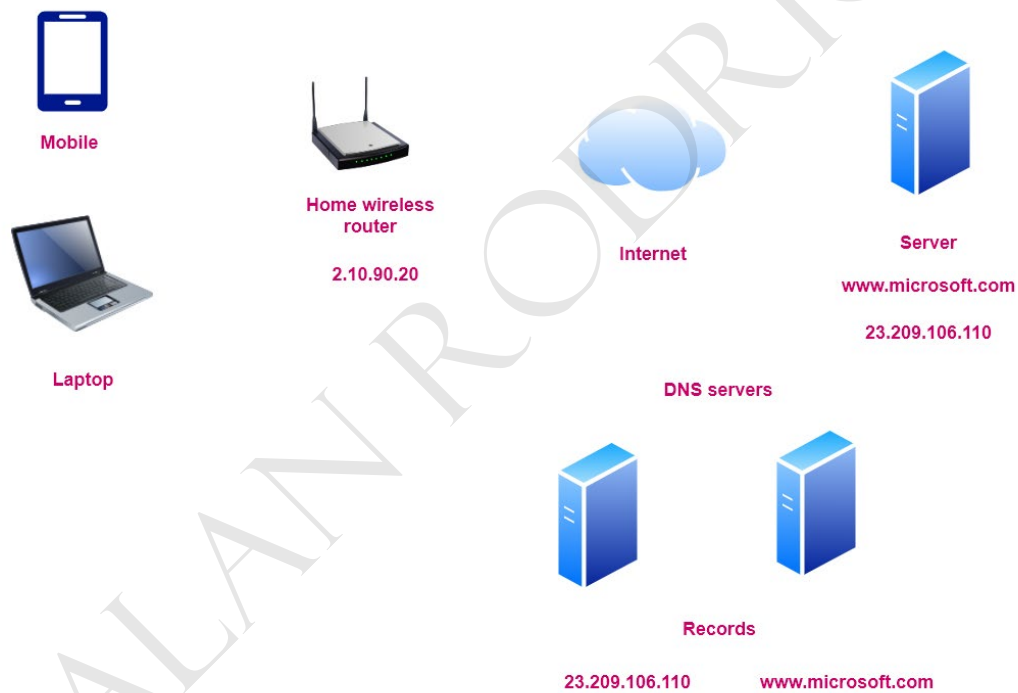 Mobile
Home wireless
router
2.10.90.20
Internet
Server
www.microsoft.com
23.209.106.110
Laptop
DNS servers
Records
23.209.106.110 www.microsoft.com